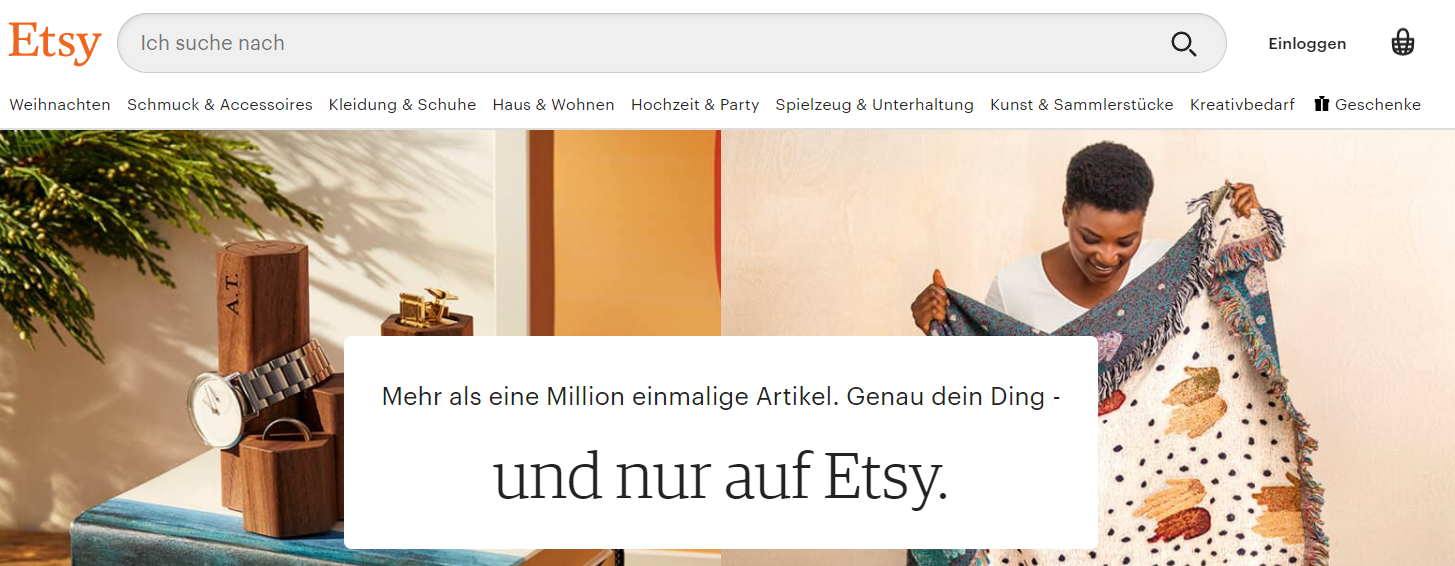 Etsy
Ich suche nach
Einloggen
Weihnachten Schmuck & Accessoires Kleidung & Schuhe Haus & Wohnen Hochzeit & Party Spielzeug & Unterhaltung Kunst & Sammlerstücke Kreativbedarf Geschenke
A.T.
Mehr als eine Million einmalige Artikel. Genau dein Ding -
und nur auf Etsy.